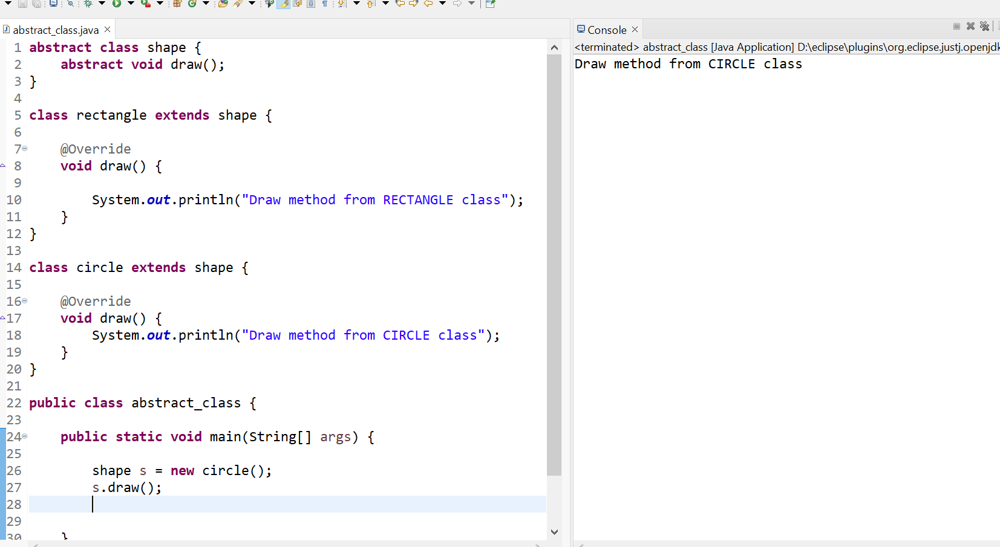 abstract_class.java
1 abstract class shape {
2 abstract void draw();
3 }
4
5 class rectangle extends shape {
6
7 @Override
8 void draw() {
9
10 System.out.println("Draw method from RECTANGLE class");
11 }
12 }
13
14 class circle extends shape {
15
16 @Override
17 void draw() {
18 System.out.println("Draw method from CIRCLE class");
19 }
20 }
21
22 public class abstract_class {
23
24 public static void main(String[] args) {
25
26 shape s = new circle();
27 s.draw();
28
29
30 }
Console
<terminated> abstract_class [Java Application] D:\eclipse\plugins\org.eclipse.justj.openjdk
Draw method from CIRCLE class